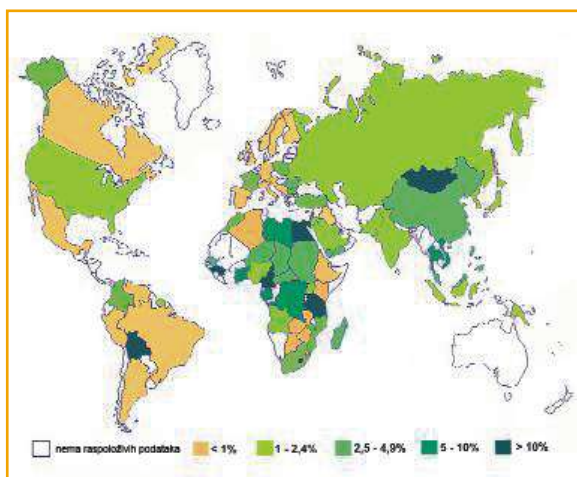 nema raspoloživih podataka < 1% 1 - 2,4% 2,5 - 4,9% 5 - 10% > 10%